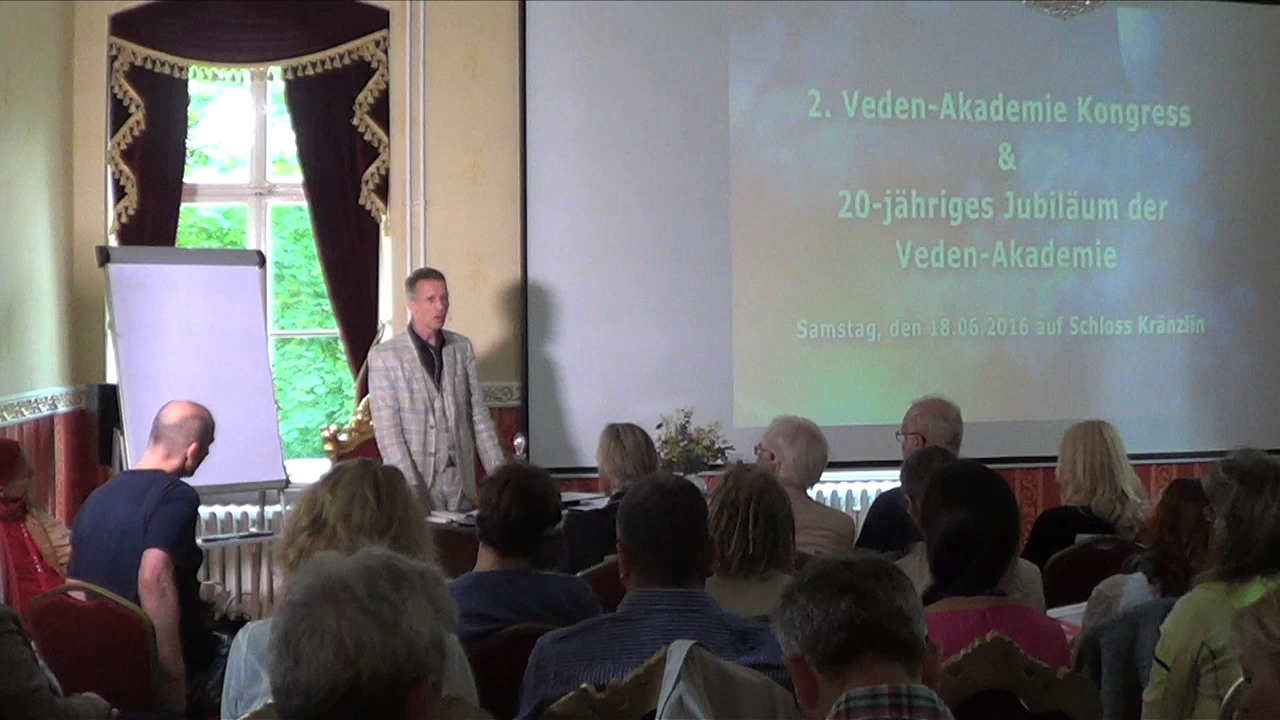 2. Veden-Akademie Kongress
&
20-jähriges Jubiläum der
Veden-Akademie
Samstag, den 18.06.2016 auf Schloss Kränzlin